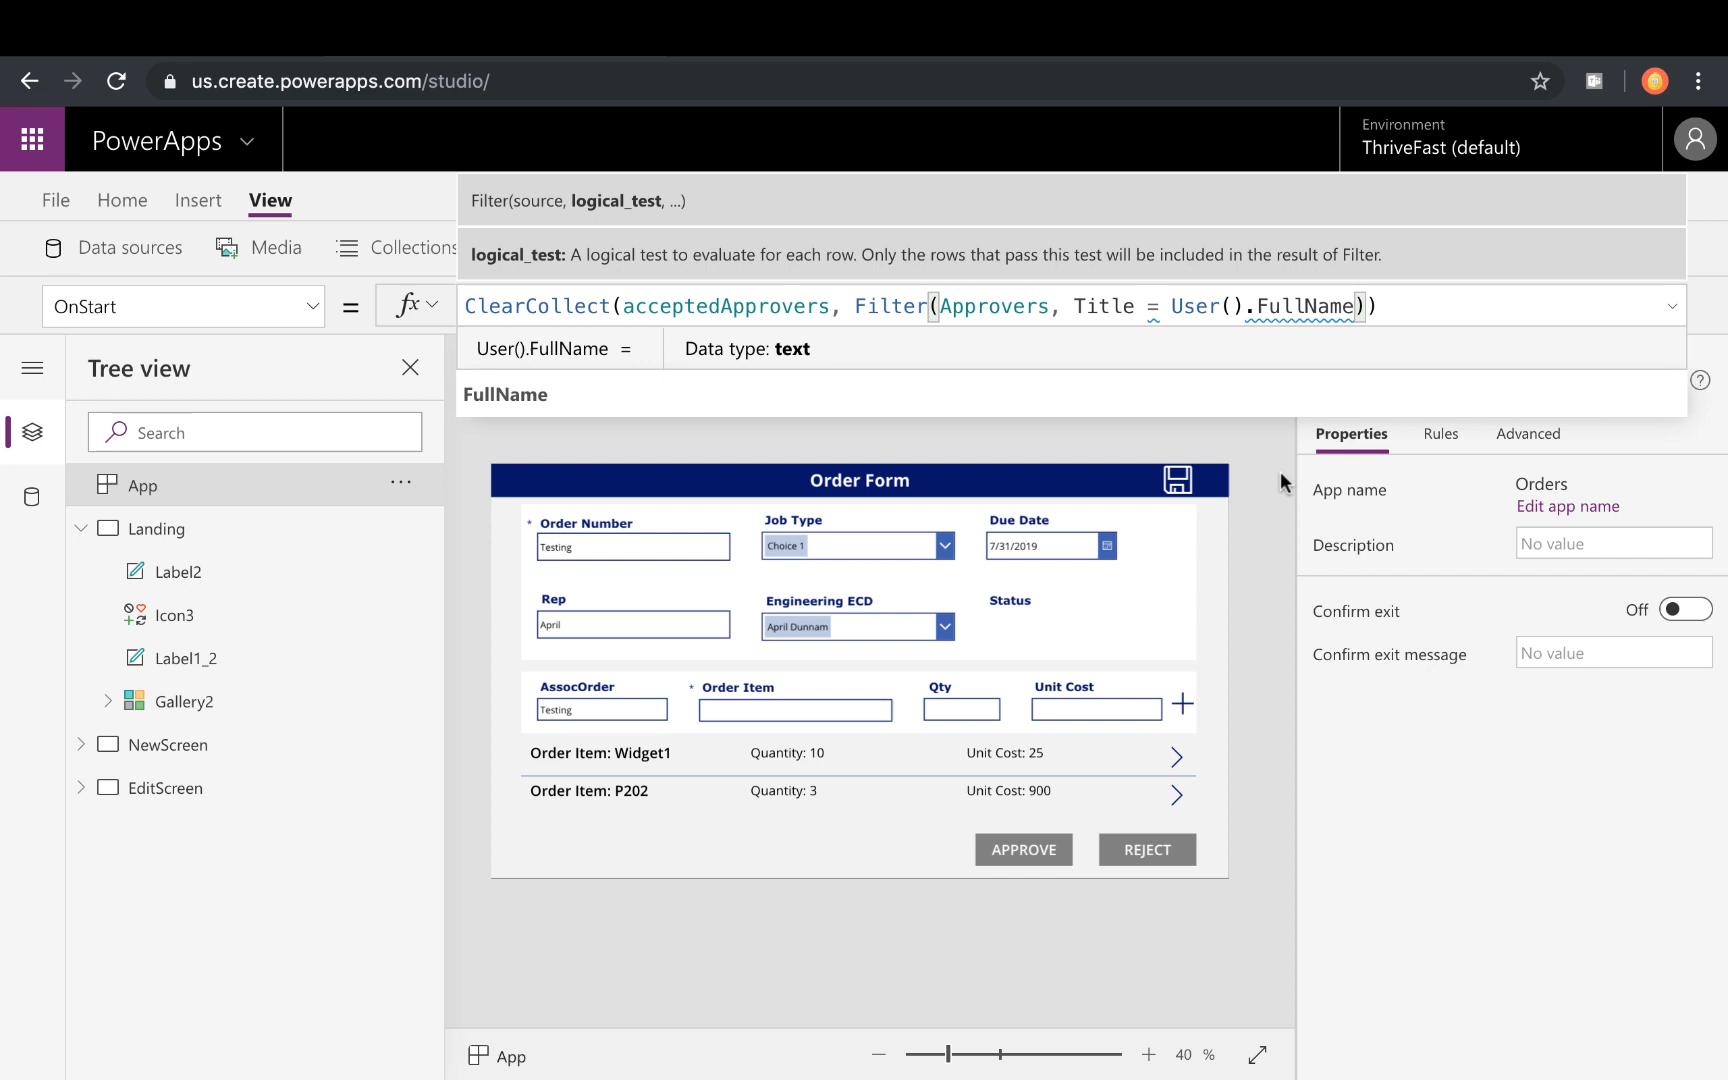 us.create.powerapps.com/studio/
PowerApps
Environment
ThriveFast (default)
File Home Insert View
Filter(source, logical_test, ...)
Data sources Media Collections
logical_test: A logical test to evaluate for each row. Only the rows that pass this test will be included in the result of Filter.
OnStart = fx ClearCollect(acceptedApprovers, Filter(Approvers, Title = User().FullName))
User().FullName = Data type: text
FullName
Tree view
Search
App ...
Landing
Label2
Icon3
Label1_2
Gallery2
NewScreen
EditScreen
Order Form
* Order Number Job Type Due Date
Testing Choice 1 7/31/2019
Rep Engineering ECD Status
April April Dunnam
AssocOrder * Order Item Qty Unit Cost
Testing
Order Item: Widget1 Quantity: 10 Unit Cost: 25
Order Item: P202 Quantity: 3 Unit Cost: 900
APPROVE REJECT
App
40 %
Properties Rules Advanced
App name Orders
Edit app name
Description No value
Confirm exit Off
Confirm exit message No value